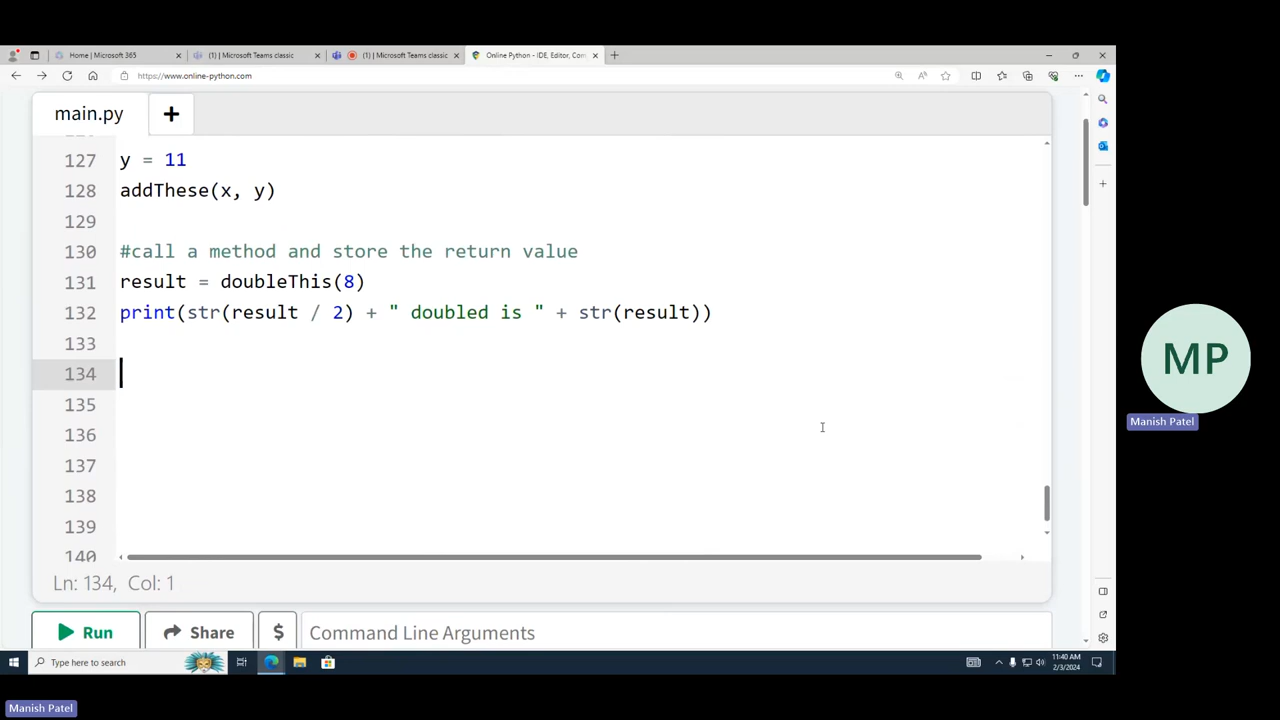 Home | Microsoft 365
(1) | Microsoft Teams classic
(1) | Microsoft Teams classic
Online Python - IDE, Editor, Com
https://www.online-python.com
main.py
127 y = 11
128 addThese(x, y)
129
130 #call a method and store the return value
131 result = doubleThis(8)
132 print(str(result / 2) + " doubled is " + str(result))
133
134
135
136
137
138
139
140
Ln: 134, Col: 1
Run
Share
$
Command Line Arguments
MP
Manish Patel
Type here to search
11:40 AM
2/3/2024
Manish Patel